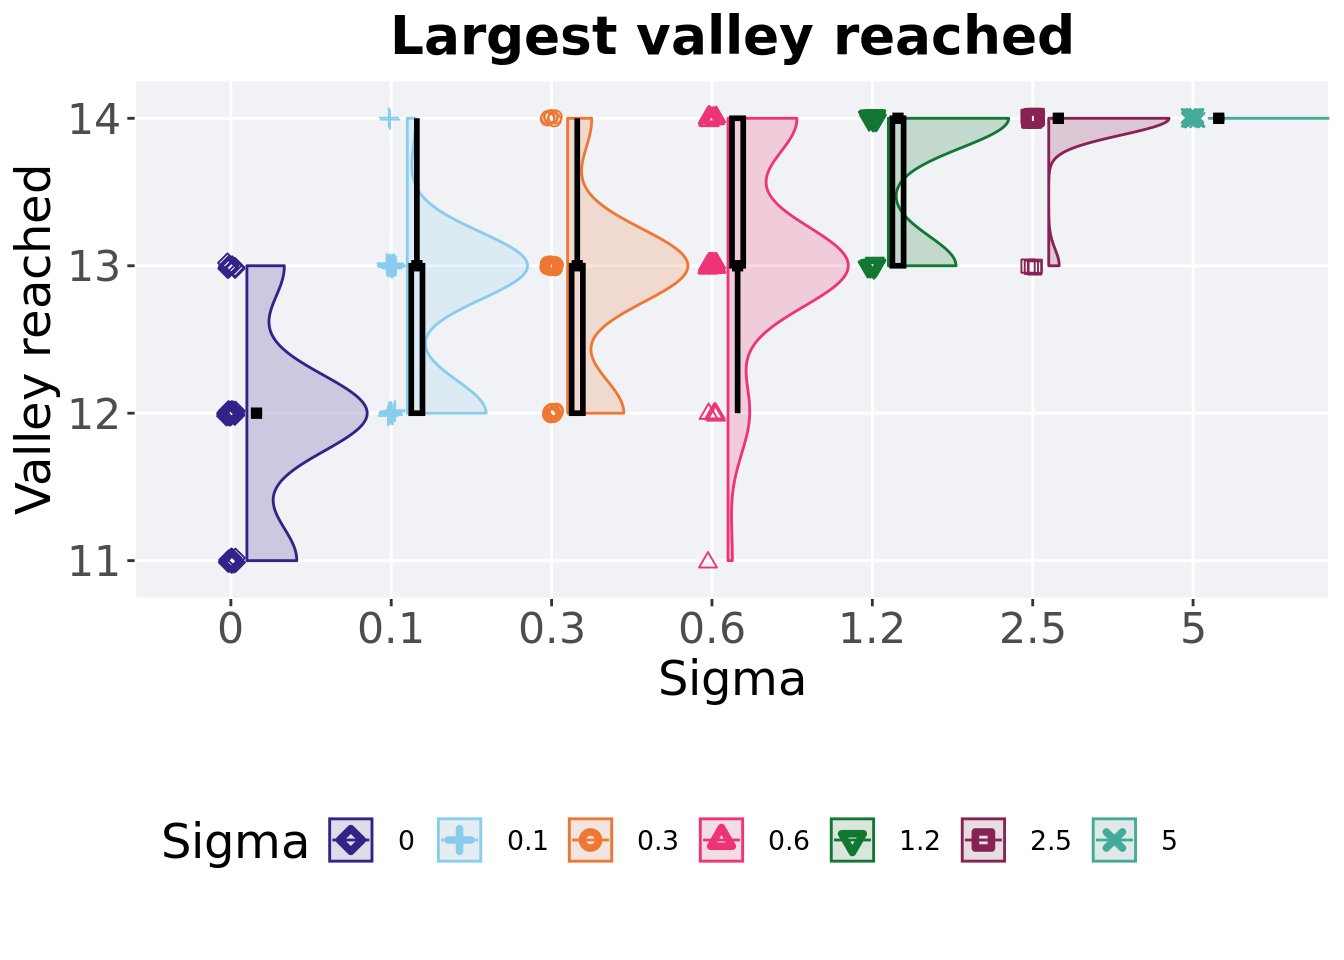 Largest valley reached
Valley reached
14
13
12
11
0 0.1 0.3 0.6 1.2 2.5 5
Sigma
Sigma 0 0.1 0.3 0.6 1.2 2.5 5